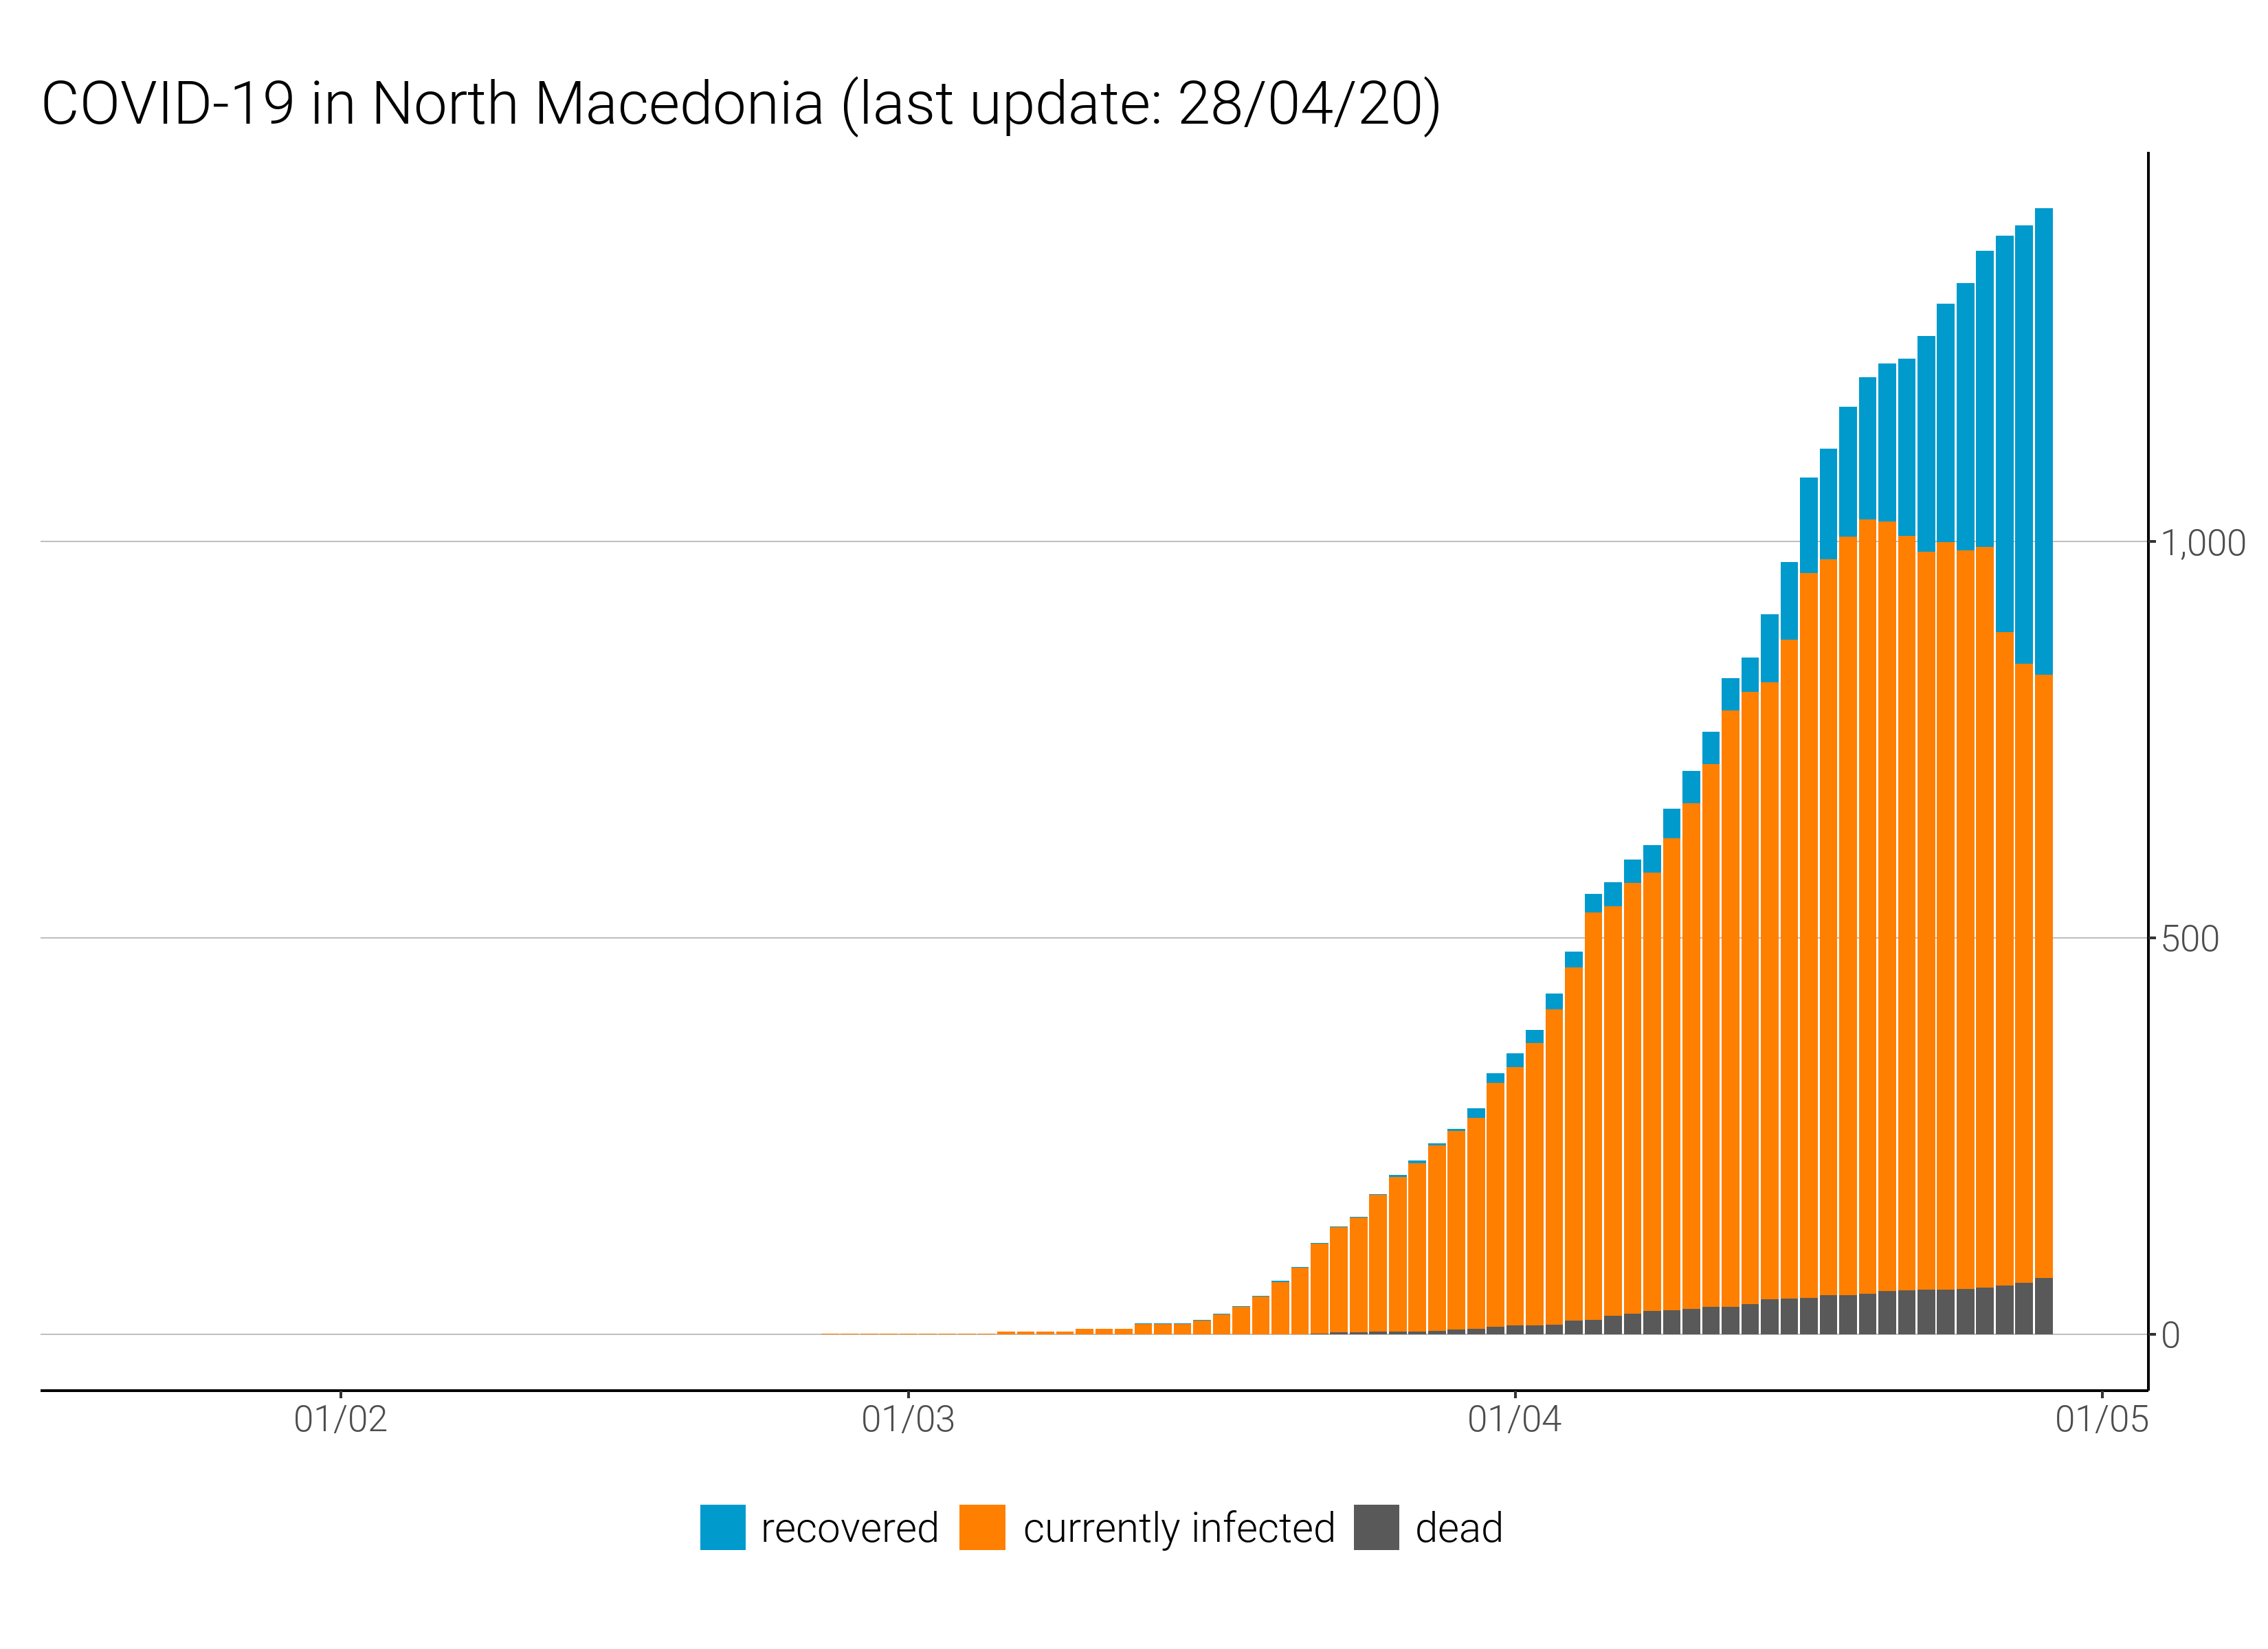 COVID-19 in North Macedonia (last update: 28/04/20)
1,000
500
0
01/02 01/03 01/04 01/05
recovered currently infected dead